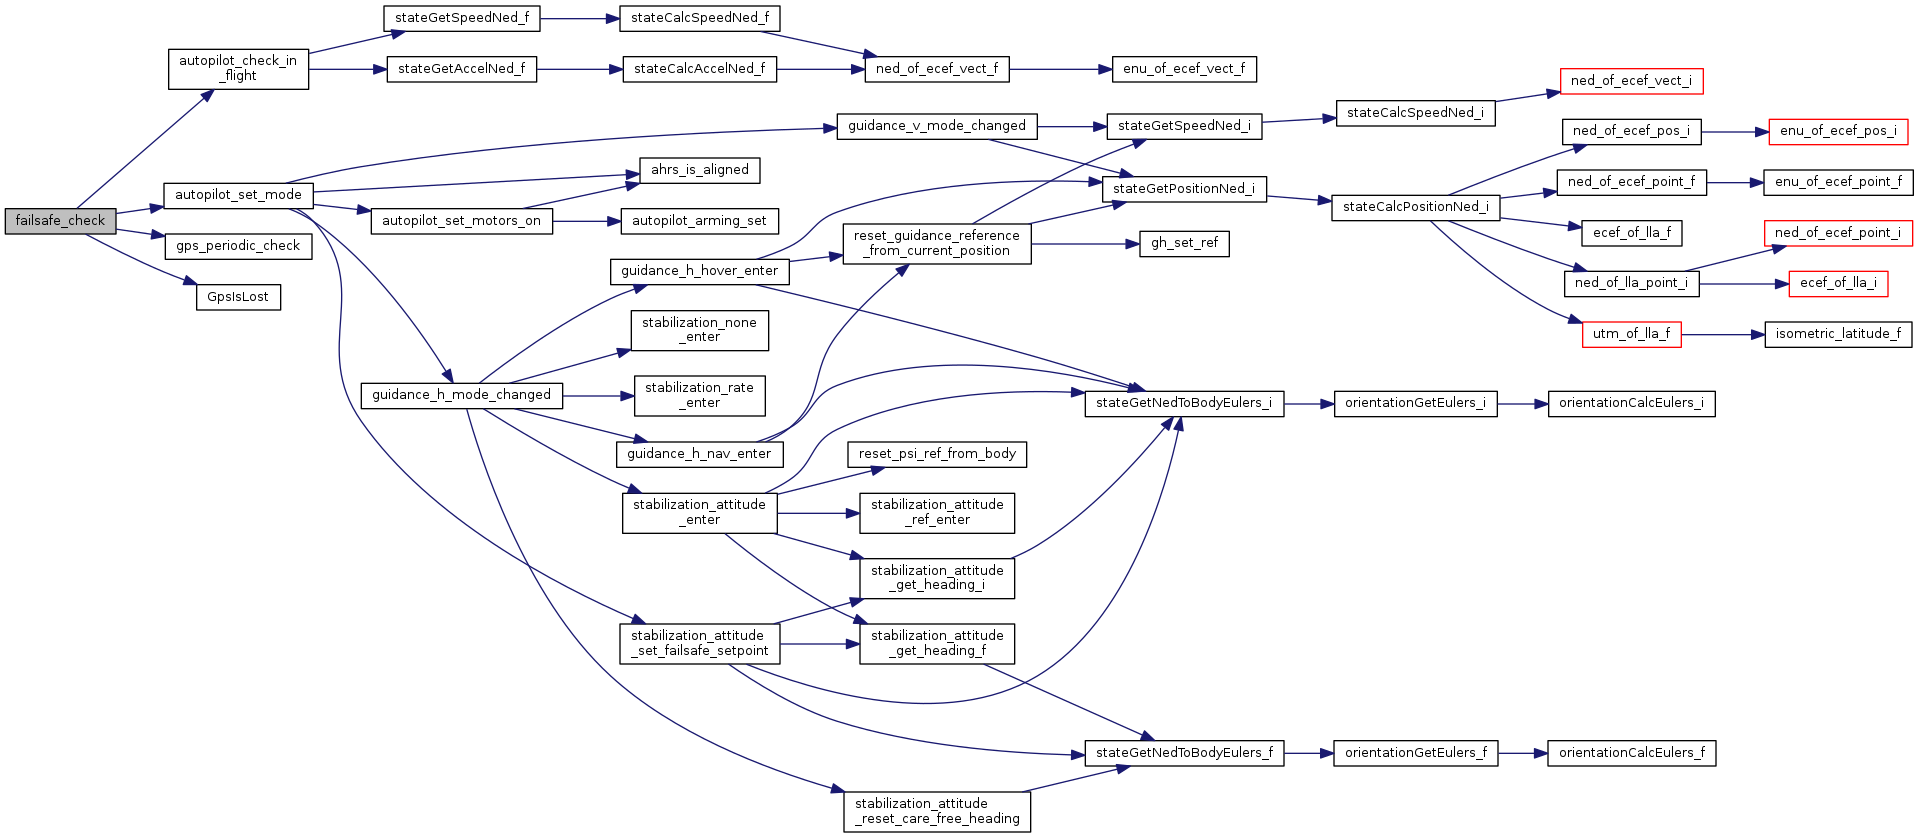 failsafe_check
autopilot_check_in
_flight
autopilot_set_mode
gps_periodic_check
GpsIsLost
stateGetSpeedNed_f
stateGetAccelNed_f
autopilot_set_motors_on
guidance_h_mode_changed
stateCalcSpeedNed_f
stateCalcAccelNed_f
ahrs_is_aligned
autopilot_arming_set
guidance_h_hover_enter
stabilization_none
_enter
stabilization_rate
_enter
guidance_h_nav_enter
stabilization_attitude
_enter
stabilization_attitude
_set_failsafe_setpoint
ned_of_ecef_vect_f
guidance_v_mode_changed
reset_guidance_reference
_from_current_position
reset_psi_ref_from_body
stabilization_attitude
_ref_enter
stabilization_attitude
_get_heading_i
stabilization_attitude
_get_heading_f
stabilization_attitude
_reset_care_free_heading
enu_of_ecef_vect_f
stateGetSpeedNed_i
stateGetPositionNed_i
gh_set_ref
stateGetNedToBodyEulers_i
stateGetNedToBodyEulers_f
stateCalcSpeedNed_i
stateCalcPositionNed_i
orientationGetEulers_i
orientationGetEulers_f
ned_of_ecef_vect_i
ned_of_ecef_pos_i
ned_of_ecef_point_f
ecef_of_lla_f
ned_of_lla_point_i
utm_of_lla_f
orientationCalcEulers_i
orientationCalcEulers_f
enu_of_ecef_pos_i
enu_of_ecef_point_f
ned_of_ecef_point_i
ecef_of_lla_i
isometric_latitude_f